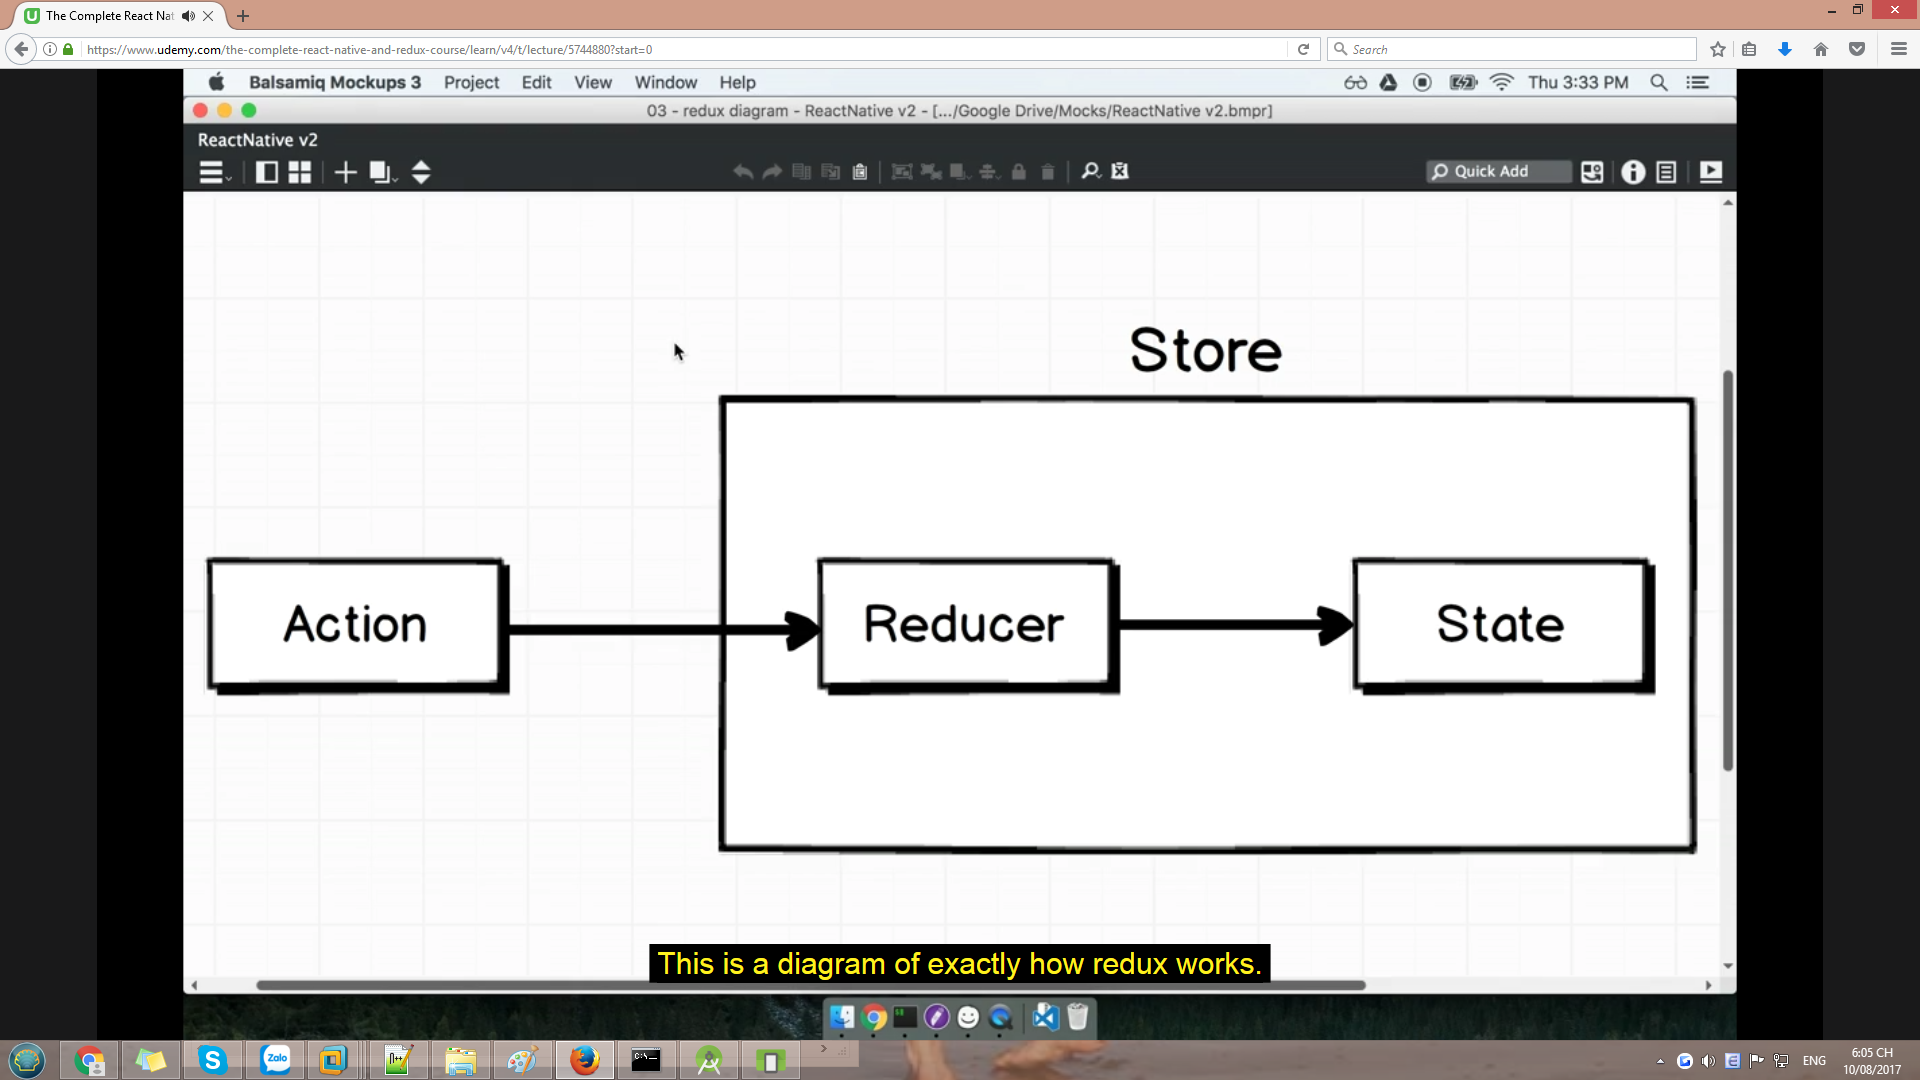 The Complete React Nat
https://www.udemy.com/the-complete-react-native-and-redux-course/learn/v4/t/lecture/5744880?start=0
Search
Balsamiq Mockups 3 Project Edit View Window Help
Thu 3:33 PM
03 - redux diagram - ReactNative v2 - [.../Google Drive/Mocks/ReactNative v2.bmpr]
ReactNative v2
Quick Add
Store
Action
Reducer
State
This is a diagram of exactly how redux works.
Zalo
C:\_
ENG
6:05 CH
10/08/2017